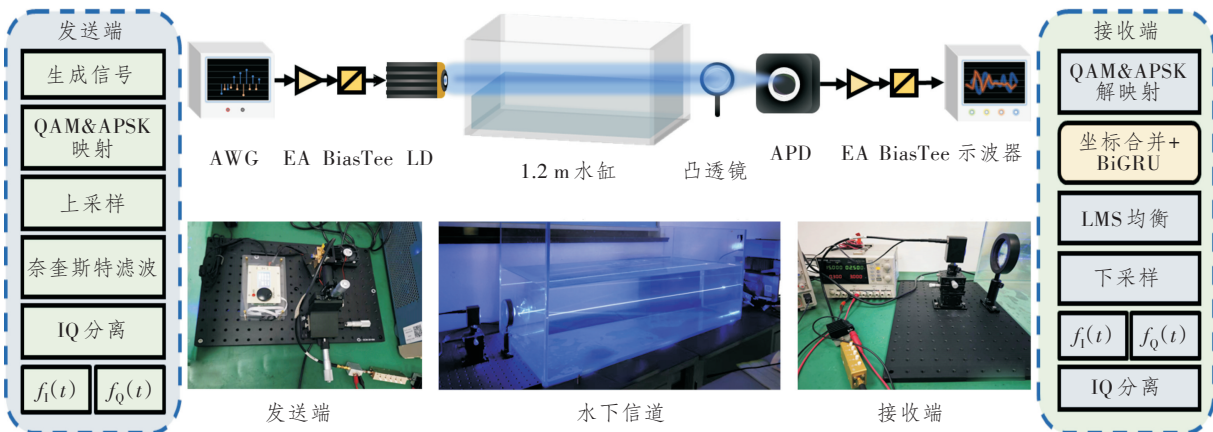 发送端
生成信号
QAM&APSK
映射
上采样
奈奎斯特滤波
IQ分离
f_I(t) f_Q(t)
AWG EA BiasTee LD
1.2 m水缸
凸透镜
APD EA BiasTee 示波器
发送端
水下信道
接收端
接收端
QAM&APSK
解映射
坐标合并+
BiGRU
LMS均衡
下采样
f_I(t) f_Q(t)
IQ分离